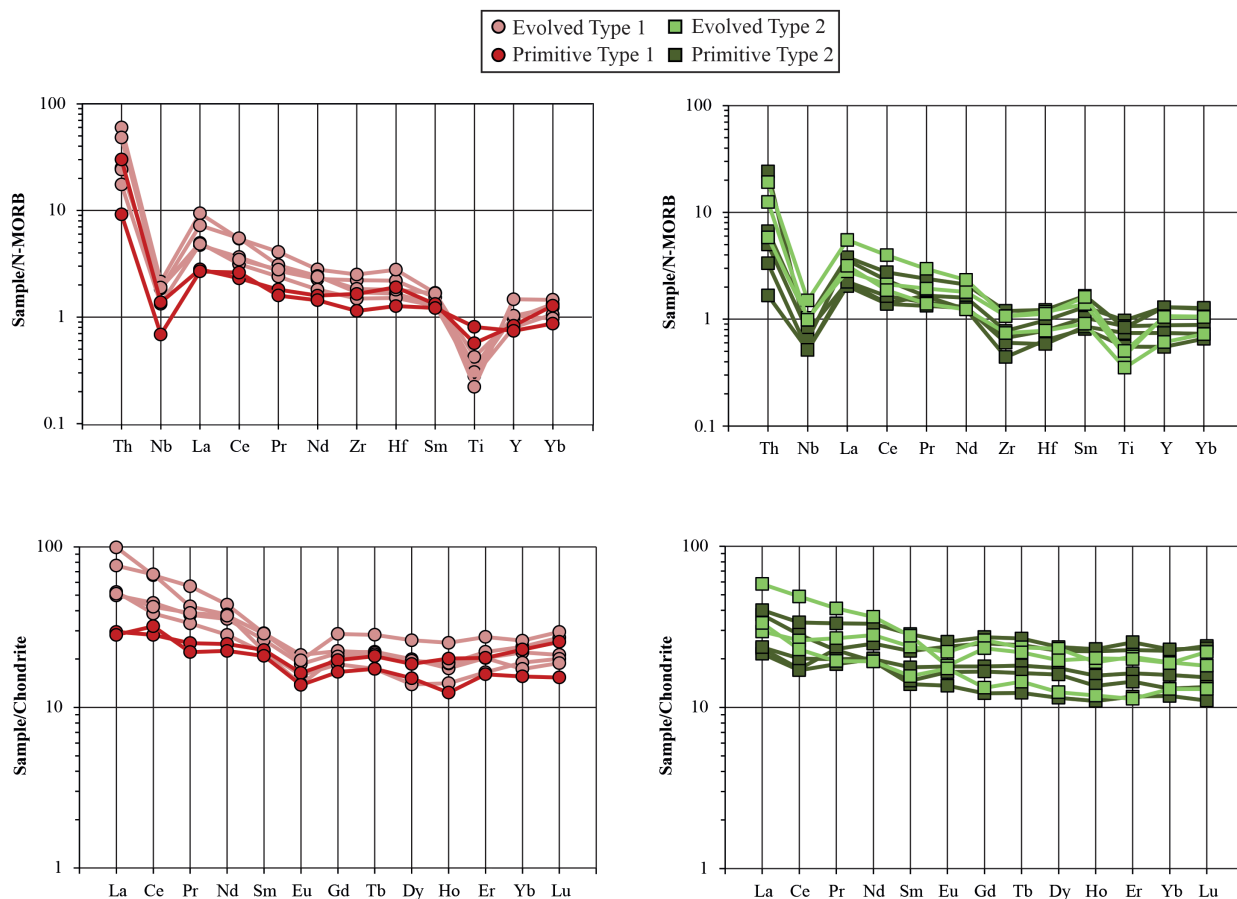 Evolved Type 1 Evolved Type 2
Primitive Type 1 Primitive Type 2
Sample/N-MORB
100
10
1
0.1
Th Nb La Ce Pr Nd Zr Hf Sm Ti Y Yb
Sample/N-MORB
100
10
1
0.1
Th Nb La Ce Pr Nd Zr Hf Sm Ti Y Yb
Sample/Chondrite
100
10
1
La Ce Pr Nd Sm Eu Gd Tb Dy Ho Er Yb Lu
Sample/Chondrite
100
10
1
La Ce Pr Nd Sm Eu Gd Tb Dy Ho Er Yb Lu